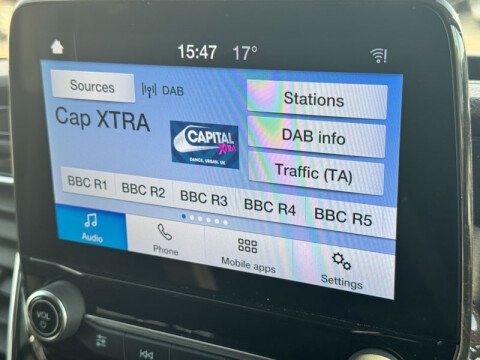 15:47 17°
Sources
DAB
Stations
Cap XTRA
CAPITAL
XTRA
DANCE. URBAN. UK
DAB info
Traffic (TA)
BBC R1 BBC R2 BBC R3 BBC R4 BBC R5
Audio
Phone
Mobile apps
Settings
VOL